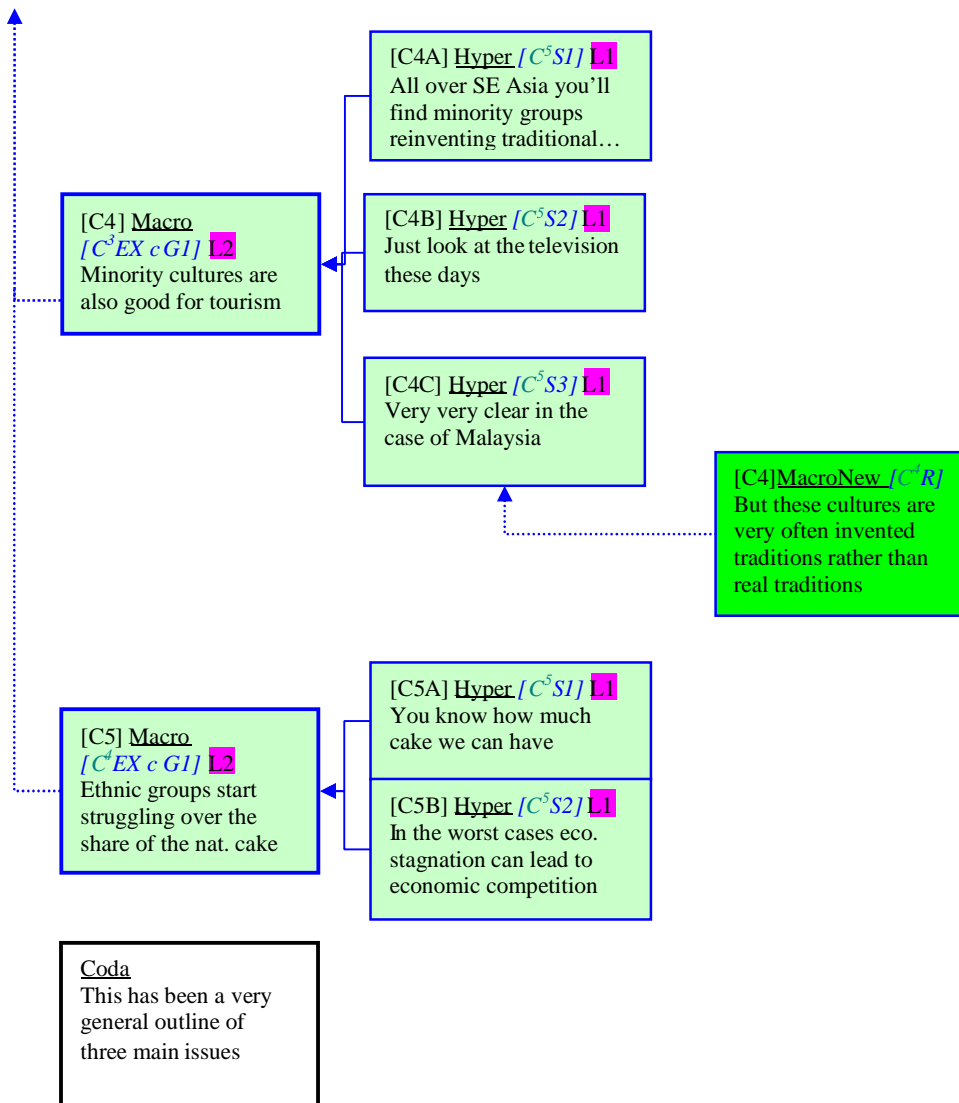 [C4A] Hyper [C⁵S1] L1
All over SE Asia you’ll
find minority groups
reinventing traditional…
[C4] Macro
[C³EX c G1] L2
Minority cultures are
also good for tourism
[C4B] Hyper [C⁵S2] L1
Just look at the television
these days
[C4C] Hyper [C⁵S3] L1
Very very clear in the
case of Malaysia
[C4]MacroNew [C⁴R]
But these cultures are
very often invented
traditions rather than
real traditions
[C5] Macro
[C⁴EX c G1] L2
Ethnic groups start
struggling over the
share of the nat. cake
[C5A] Hyper [C⁵S1] L1
You know how much
cake we can have
[C5B] Hyper [C⁵S2] L1
In the worst cases eco.
stagnation can lead to
economic competition
Coda
This has been a very
general outline of
three main issues